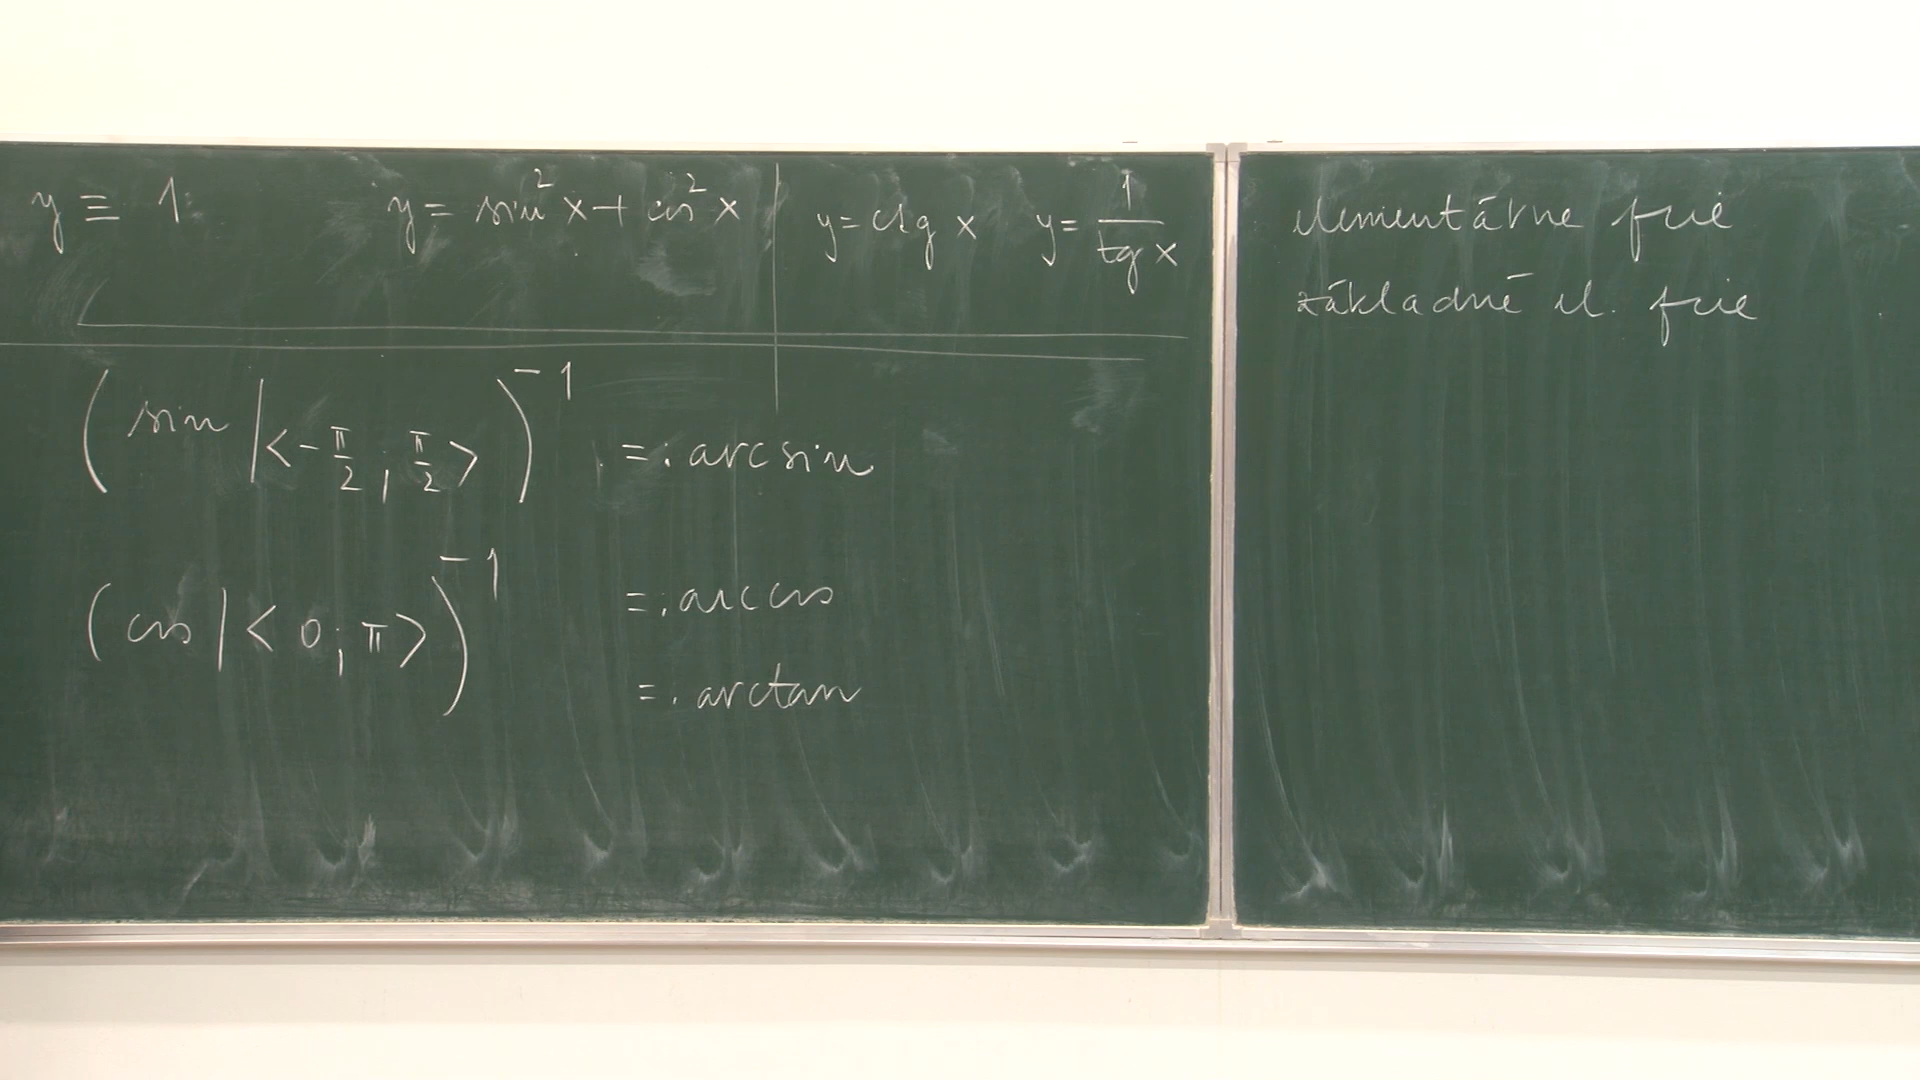 y ≡ 1 y = sin² x + cos² x y = ctg x y = 1/tg x
(sin |<-π/2 ; π/2>)⁻¹ =: arcsin
(cos |< 0 ; π >)⁻¹ =: arccos
=: arctan
elementárne fcie
základné el. fcie